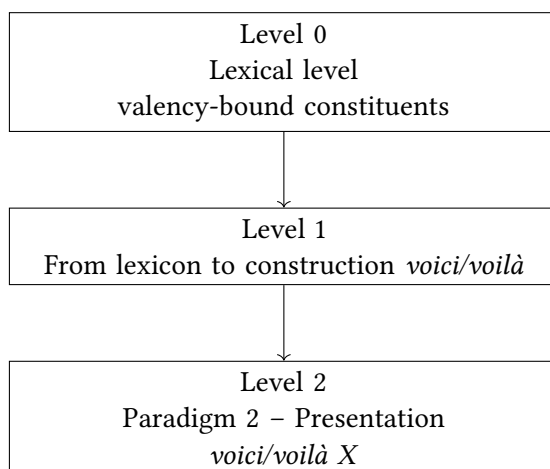 Level 0
Lexical level
valency-bound constituents
Level 1
From lexicon to construction voici/voilà
Level 2
Paradigm 2 – Presentation
voici/voilà X